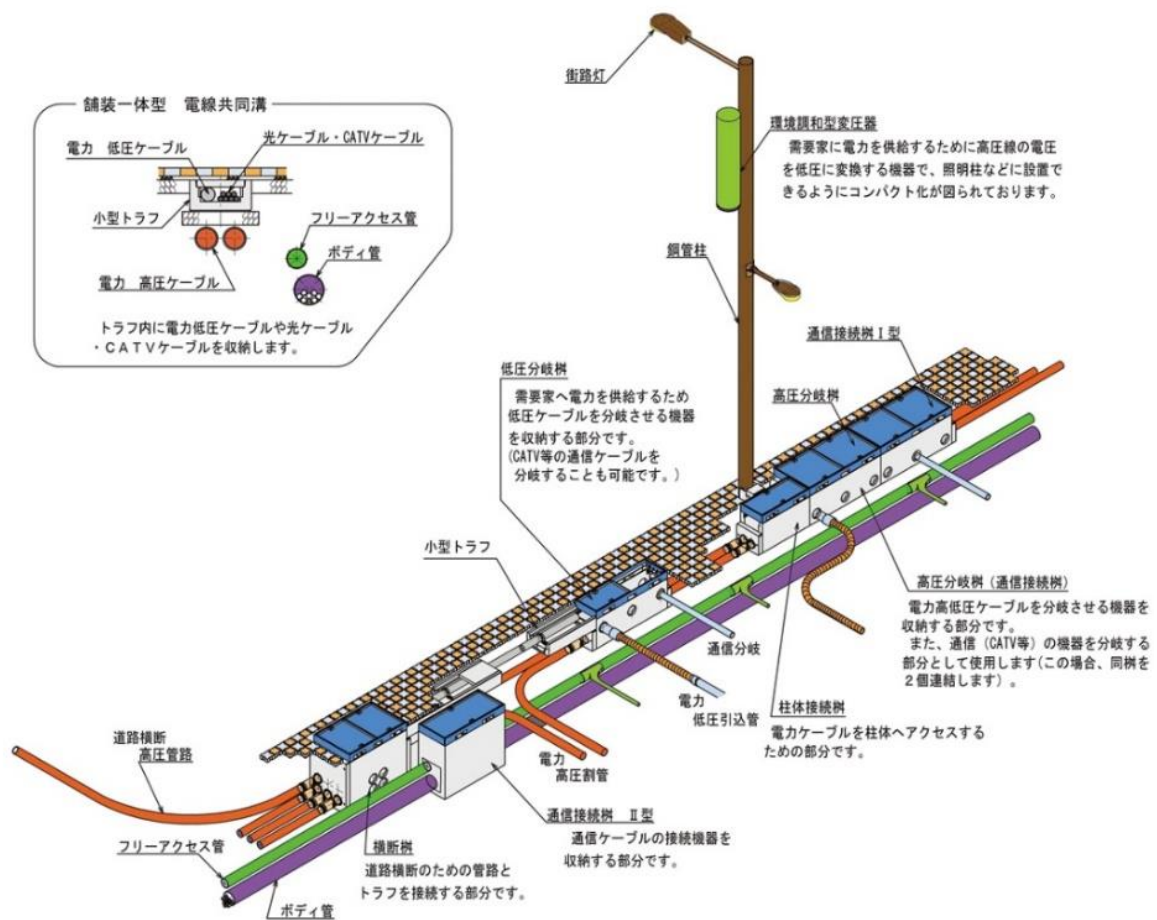 舗装一体型　電線共同溝
光ケーブル・CATVケーブル
電力　低圧ケーブル
小型トラフ
フリーアクセス管
ボディ管
電力　高圧ケーブル
トラフ内に電力低圧ケーブルや光ケーブル
・ＣＡＴＶケーブルを収納します。
街路灯
環境調和型変圧器
需要家に電力を供給するために高圧線の電圧
を低圧に変換する機器で、照明柱などに設置で
きるようにコンパクト化が図られております。
鋼管柱
通信接続桝Ⅰ型
高圧分岐桝
低圧分岐桝
需要家へ電力を供給するため
低圧ケーブルを分岐させる機器
を収納する部分です。
(CATV等の通信ケーブルを
分岐することも可能です。)
小型トラフ
通信分岐
電力
低圧引込管
高圧分岐桝（通信接続桝）
電力高低圧ケーブルを分岐させる機器を
収納する部分です。
また、通信（CATV等）の機器を分岐する
部分として使用します(この場合、同桝を
２個連結します）。
柱体接続桝
電力ケーブルを柱体へアクセスする
ための部分です。
道路横断
高圧管路
電力
高圧割管
通信接続桝　Ⅱ型
通信ケーブルの接続機器を
収納する部分です。
フリーアクセス管
横断桝
道路横断のための管路と
トラフを接続する部分です。
ボディ管